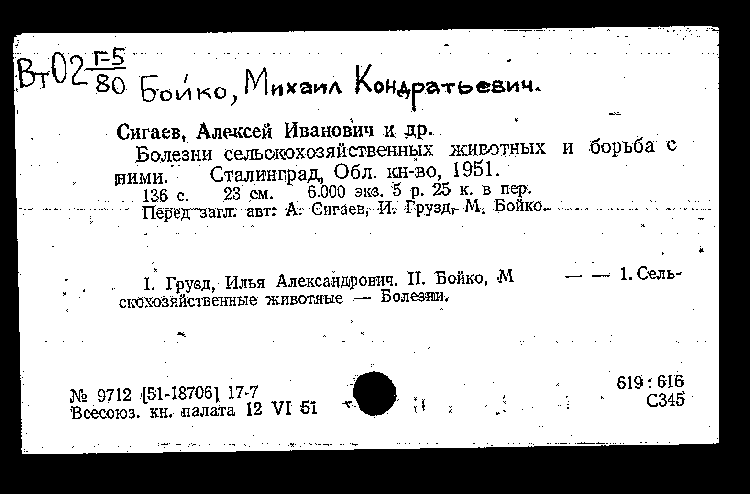 Вт02 Г-5
80
Бойко, Михаил Кондратьевич.
Сигаев, Алексей Иванович и др.
Болезни сельскохозяйственных животных и борьба с
ними. Сталинград, Обл. кн-во, 1951.
136 с. 23 см. 6.000 экз. 5 р. 25 к. в пер.
Перед загл. авт: А. Сигаев, И. Грузд, М. Бойко.
I. Грузд, Илья Александрович. II. Бойко, М — — 1. Сель-
скохозяйственные животные — Болезни.
№ 9712 [51-18706] 17-7
Всесоюз. кн. палата 12 VI 51
619 : 616
С345